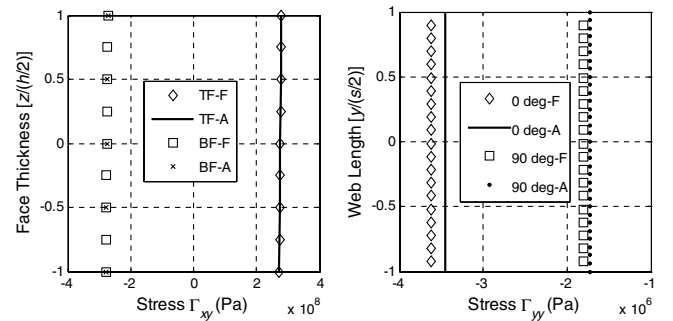 Face Thickness [z/(h/2)]
1
0.5
0
-0.5
-1
-4
-2
0
2
4
Stress Γxy (Pa)
x 10^8
TF-F
TF-A
BF-F
BF-A
Web Length [y/(s/2)]
1
0.5
0
-0.5
-1
-4
-3
-2
-1
Stress Γyy (Pa)
x 10^6
0 deg-F
0 deg-A
90 deg-F
90 deg-A